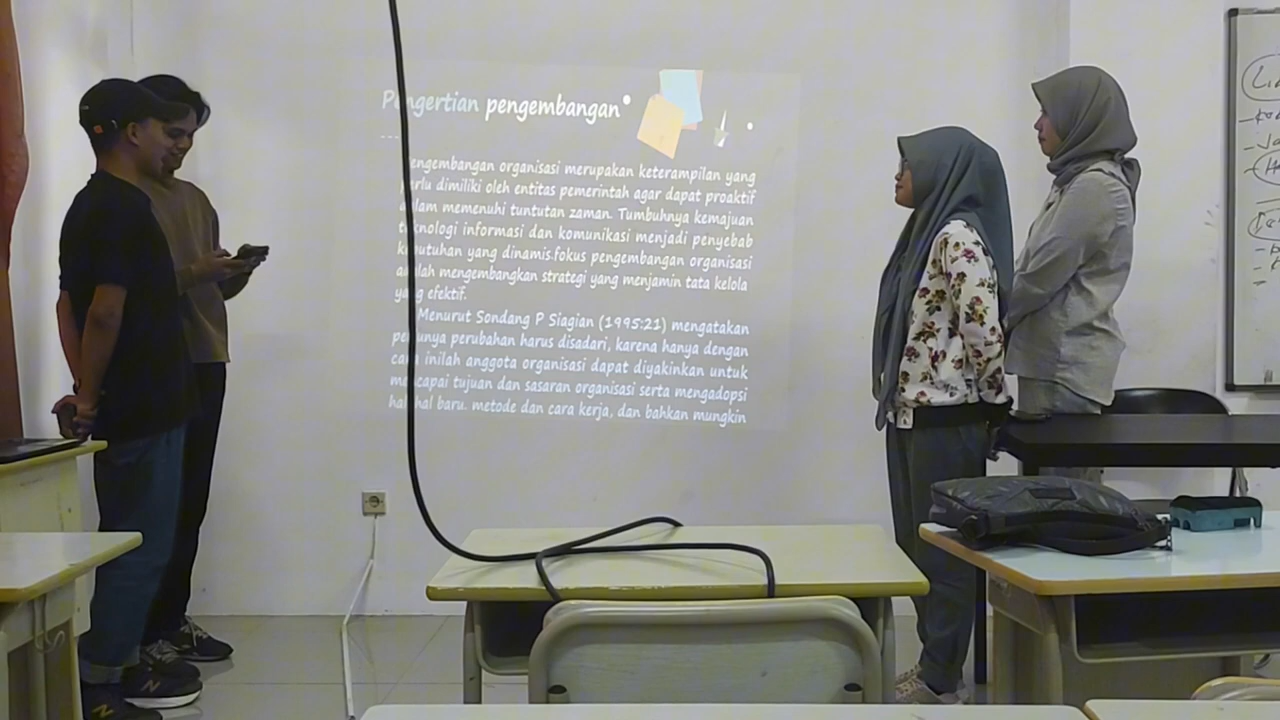 Pengertian pengembangan
Pengembangan organisasi merupakan keterampilan yang
perlu dimiliki oleh entitas pemerintah agar dapat proaktif
dalam memenuhi tuntutan zaman. Tumbuhnya kemajuan
teknologi informasi dan komunikasi menjadi penyebab
kebutuhan yang dinamis.fokus pengembangan organisasi
adalah mengembangkan strategi yang menjamin tata kelola
yang efektif.
Menurut Sondang P Siagian (1995:21) mengatakan
perlunya perubahan harus disadari, karena hanya dengan
cara inilah anggota organisasi dapat diyakinkan untuk
mencapai tujuan dan sasaran organisasi serta mengadopsi
hal hal baru. metode dan cara kerja, dan bahkan mungkin
N